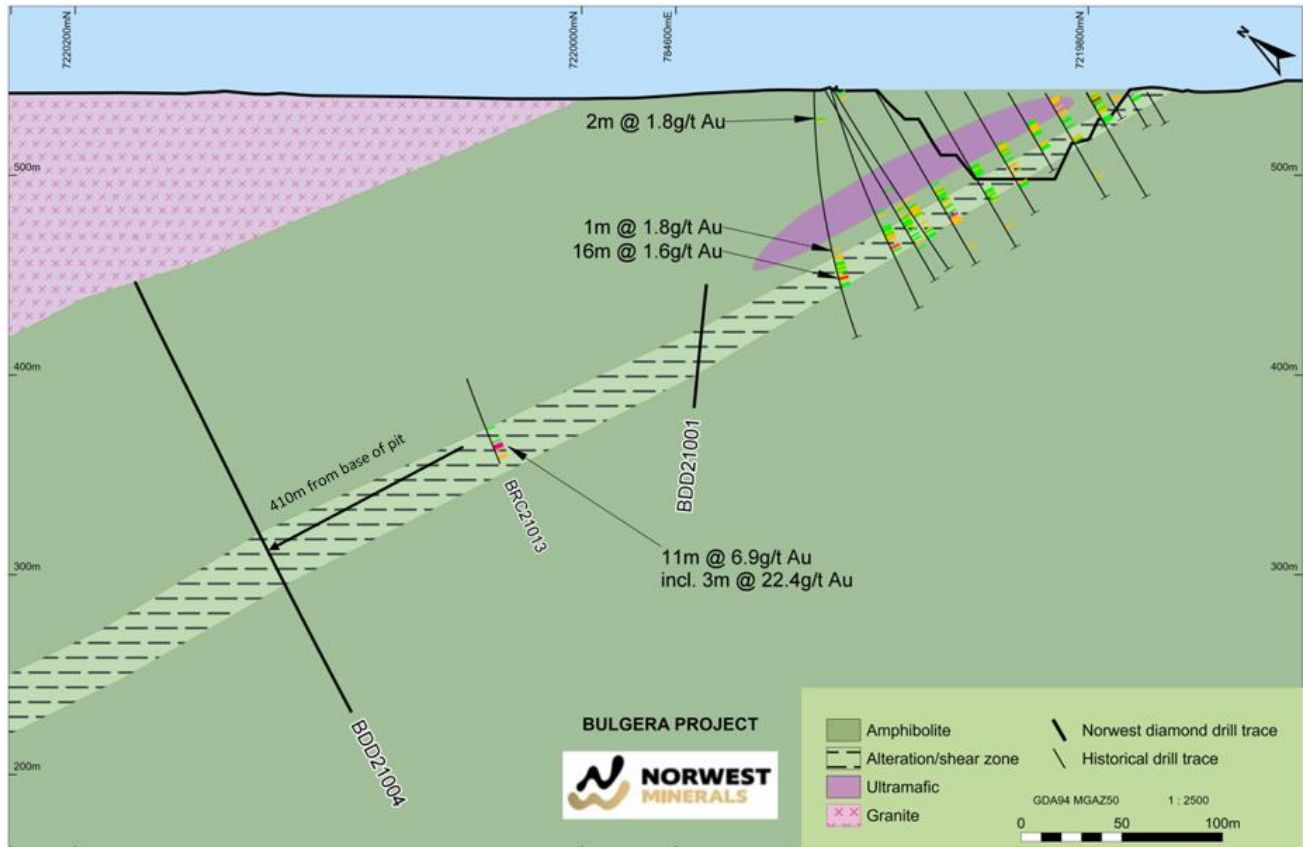 7220200mN
7220000mN
784600mE
7219800mN
N
2m @ 1.8g/t Au
500m
500m
1m @ 1.8g/t Au
16m @ 1.6g/t Au
400m
400m
BDD21001
410m from base of pit
BRC21013
11m @ 6.9g/t Au
incl. 3m @ 22.4g/t Au
300m
300m
BDD21004
200m
BULGERA PROJECT
NORWEST
MINERALS
Amphibolite
Alteration/shear zone
Ultramafic
Granite
Norwest diamond drill trace
Historical drill trace
GDA94 MGAZ50 1 : 2500
0 50 100m